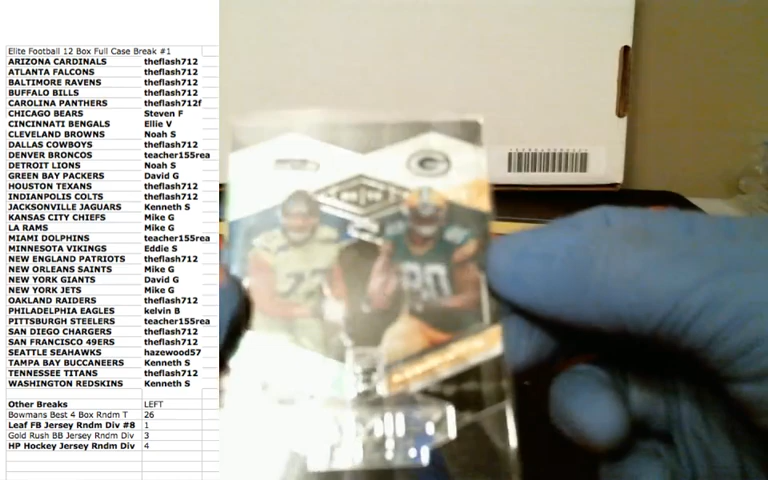 Elite Football 12 Box Full Case Break #1
ARIZONA CARDINALS theflash712
ATLANTA FALCONS theflash712
BALTIMORE RAVENS theflash712
BUFFALO BILLS theflash712
CAROLINA PANTHERS theflash712f
CHICAGO BEARS Steven F
CINCINNATI BENGALS Ellie V
CLEVELAND BROWNS Noah S
DALLAS COWBOYS theflash712
DENVER BRONCOS teacher155rea
DETROIT LIONS Noah S
GREEN BAY PACKERS David G
HOUSTON TEXANS theflash712
INDIANPOLIS COLTS theflash712
JACKSONVILLE JAGUARS Kenneth S
KANSAS CITY CHIEFS Mike G
LA RAMS Mike G
MIAMI DOLPHINS teacher155rea
MINNESOTA VIKINGS Eddie S
NEW ENGLAND PATRIOTS theflash712
NEW ORLEANS SAINTS Mike G
NEW YORK GIANTS David G
NEW YORK JETS Mike G
OAKLAND RAIDERS theflash712
PHILADELPHIA EAGLES kelvin B
PITTSBURGH STEELERS teacher155rea
SAN DIEGO CHARGERS theflash712
SAN FRANCISCO 49ERS theflash712
SEATTLE SEAHAWKS hazewood57
TAMPA BAY BUCCANEERS Kenneth S
TENNESSEE TITANS theflash712
WASHINGTON REDSKINS Kenneth S
Other Breaks LEFT
Bowmans Best 4 Box Rndm T 26
Leaf FB Jersey Rndm Div #8 1
Gold Rush BB Jersey Rndm Div 3
HP Hockey Jersey Rndm Div 4
G